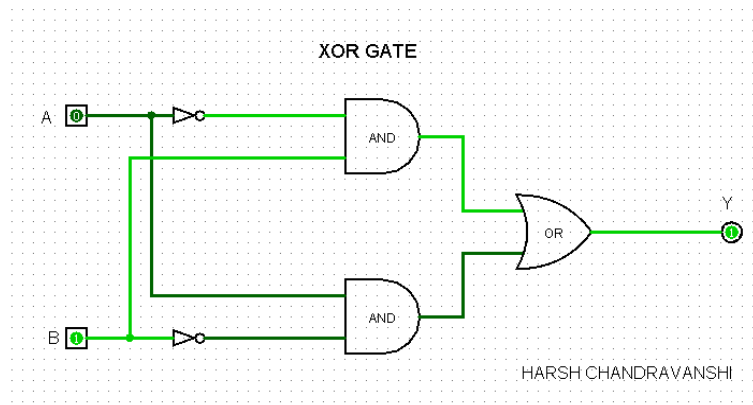 XOR GATE
A 0
AND
Y
OR 1
AND
B 1
HARSH CHANDRAVANSHI